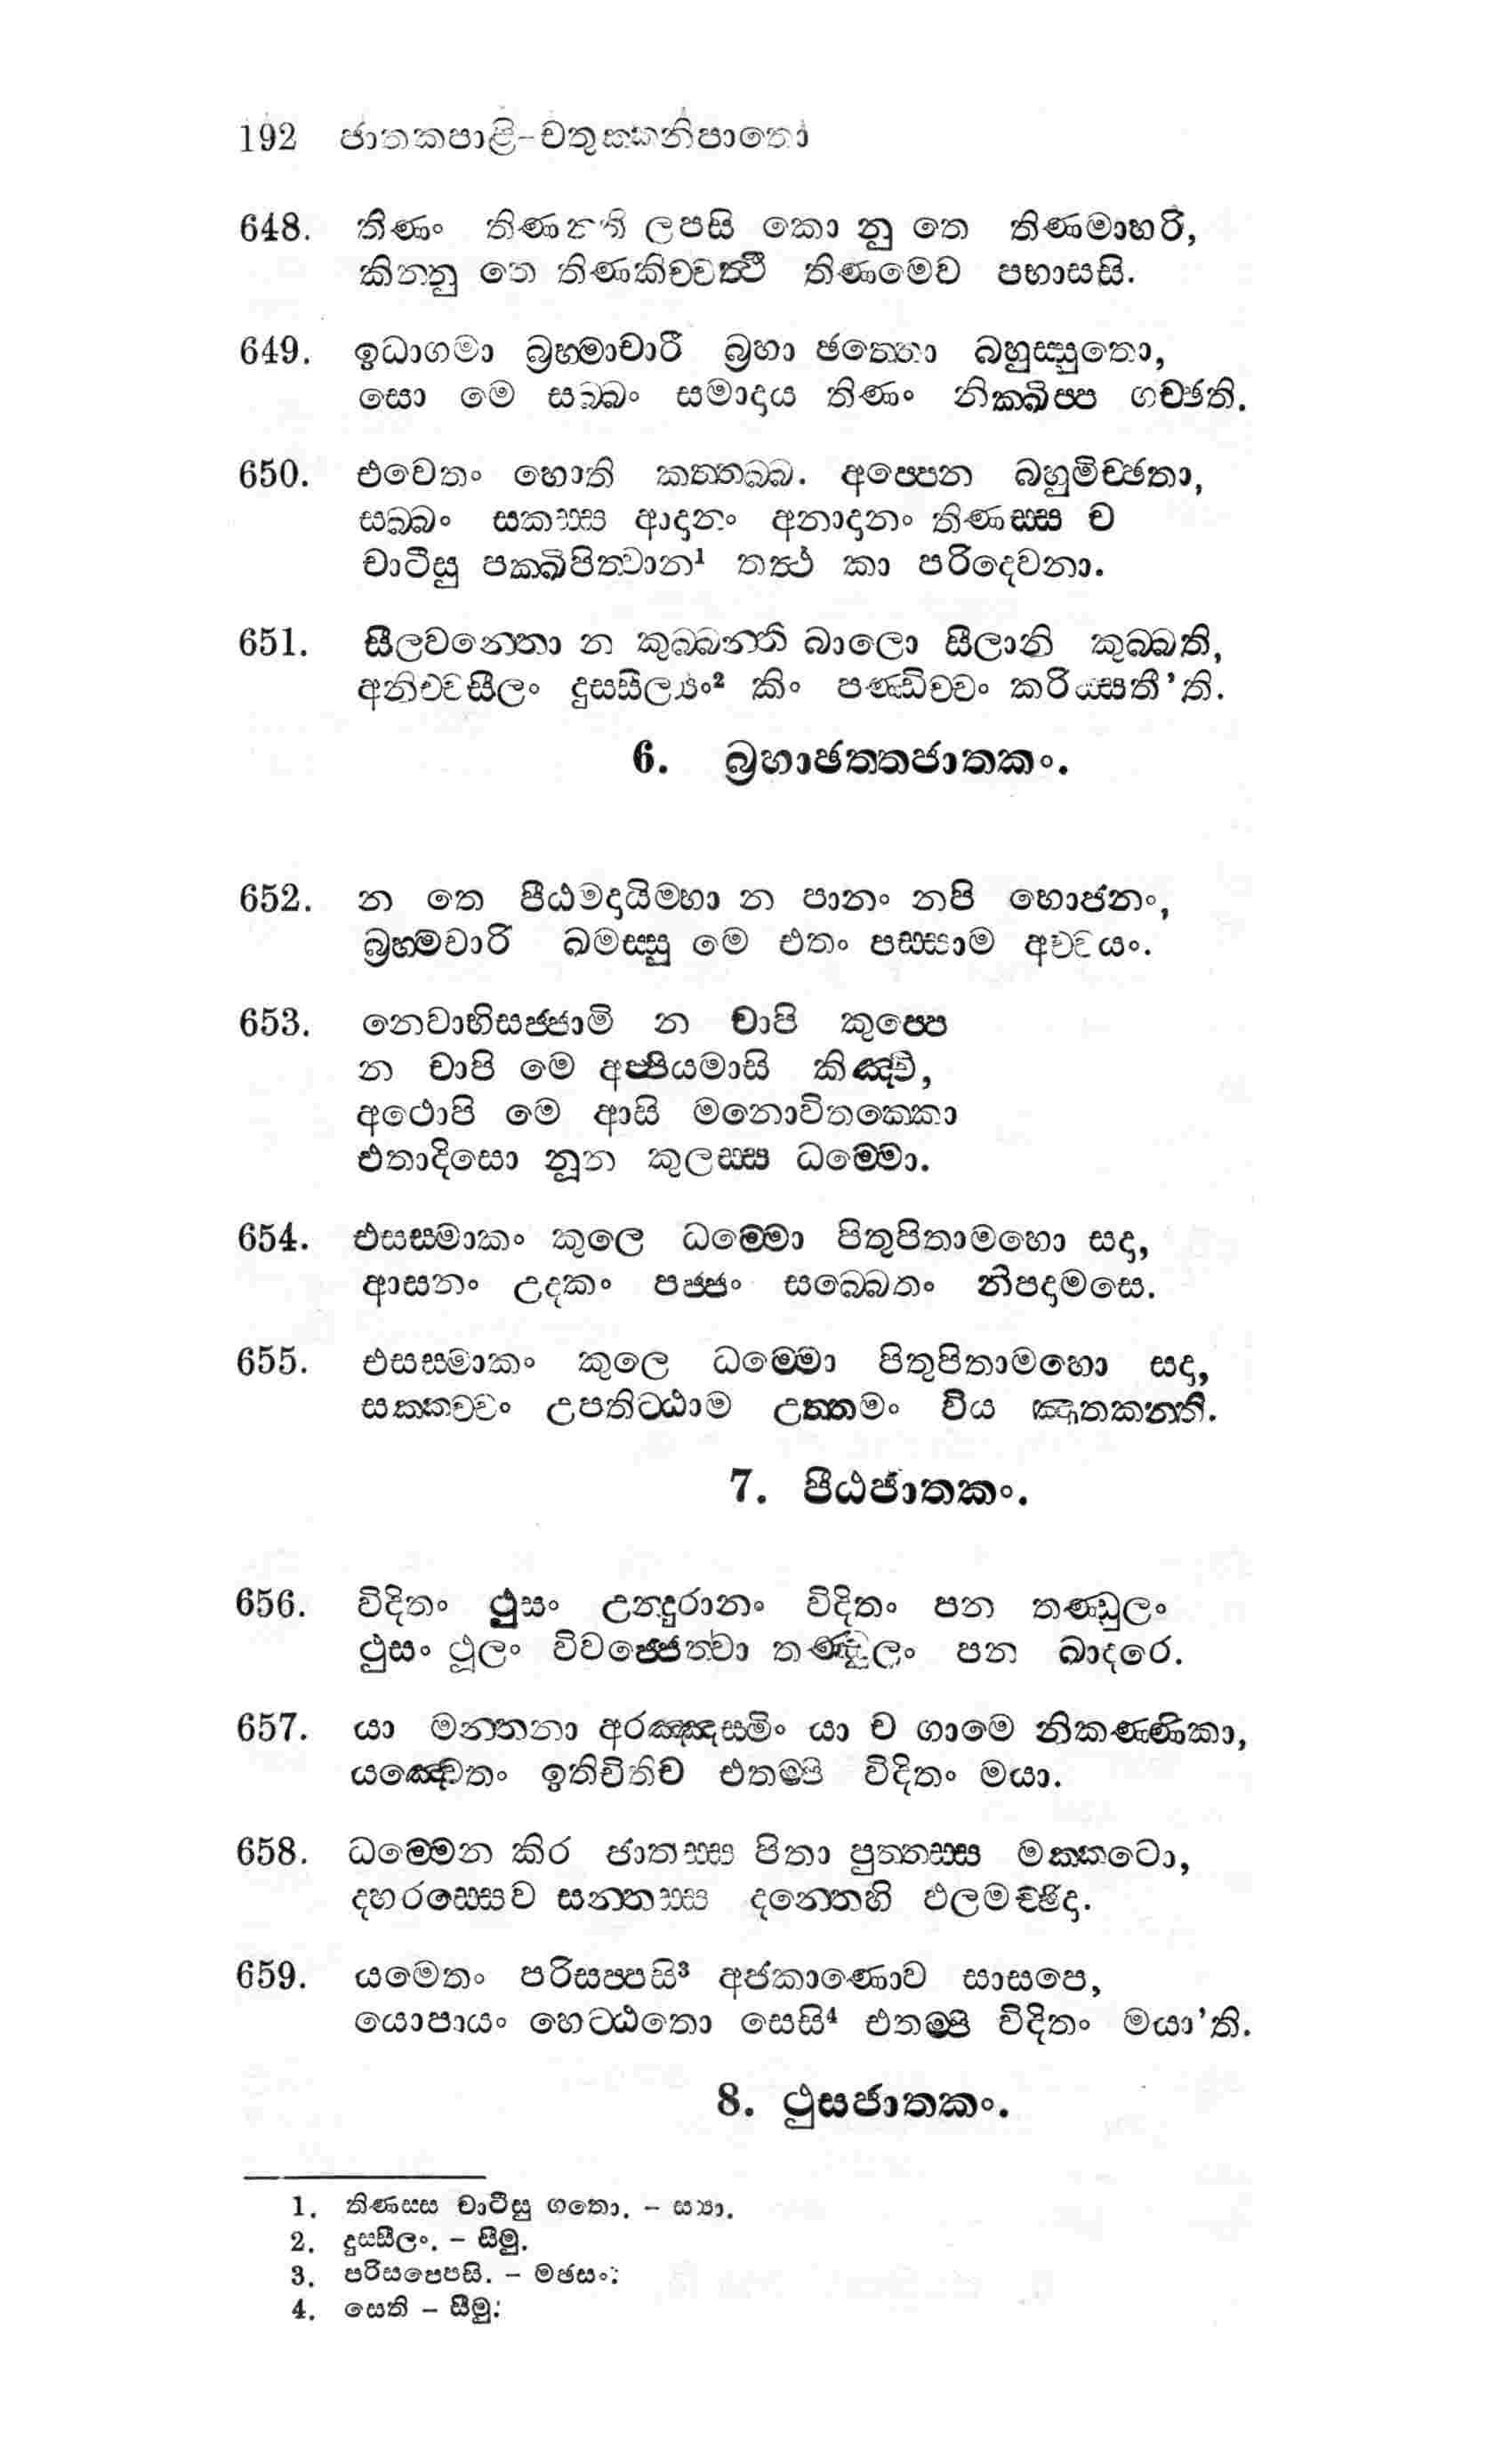 192 ජාතකපාළි-චතුක්කනිපාතො
648. තිණං තිණන්ති ලපසි කො නු තෙ තිණමාහරි,
කින්නු තෙ තිණකිච්චත්ථී තිණමෙව පභාසසි.
649. ඉධාගමා බ්‍රහ්මාචාරී බ්‍රහා ඡත්තො බහුස්සුතො,
සො මෙ සබ්බං සමාදාය තිණං නික්ඛිප්ප ගච්ඡති.
650. එවෙතං හොති කත්තබ්බ. අප්පෙන බහුමිච්ඡතා,
සබ්බං සකස්ස ආදානං අනාදානං තිණස්ස ච
චාටීසු පක්ඛිපිත්වාන¹ තත්ථ කා පරිදෙවනා.
651. සීලවන්තො න කුබ්බන්ති බාලො සීලානි කුබ්බති,
අනිච්චසීලං දුස්සීල්‍යං² කිං පණ්ඩිච්චං කරිස්සතී’ති.
6. බ්‍රහාඡත්තජාතකං.
652. න තෙ පීඨමදායිම්හා න පානං නපි භොජනං,
බ්‍රහ්මචාරි ඛමස්සු මෙ එතං පස්සාම අච්චයං.
653. නෙවාභිසජ්ජාමි න චාපි කුප්පෙ
න චාපි මෙ අප්පියමාසි කිඤ්චි,
අථොපි මෙ ආසි මනොවිතක්කො
එතාදිසො නූන කුලස්ස ධම්මො.
654. එසස්මාකං කුලෙ ධම්මො පිතුපිතාමහො සදා,
ආසනං උදකං පජ්ජං සබ්බෙතං නිපදාමසෙ.
655. එසස්මාකං කුලෙ ධම්මො පිතුපිතාමහො සදා,
සක්කච්චං උපතිට්ඨාම උත්තමං විය ඤාතකන්ති.
7. පීඨජාතකං.
656. විදිතං ථුසං උන්දුරානං විදිතං පන තණ්ඩුලං
ථුසං ථූලං විවජ්ජෙත්වා තණ්ඩුලං පන ඛාදරෙ.
657. යා මන්තනා අරඤ්ඤස්මිං යා ච ගාමෙ නිකණ්ණිකා,
යඤ්චෙතං ඉතිචිතිච එතම්පි විදිතං මයා.
658. ධම්මෙන කිර ජාතස්ස පිතා පුත්තස්ස මක්කටො,
දහරස්සෙව සන්තස්ස දන්තෙහි ඵලමච්ඡිදා.
659. යමෙතං පරිසප්පසි³ අජකාණොව සාසපෙ,
යොපායං හෙට්ඨතො සෙසි⁴ එතම්පි විදිතං මයා’ති.
8. ථුසජාතකං.
1. තිණස්ස චාටීසු ගතො. – ස්‍යා.
2. දුස්සීලං. – සීමු.
3. පරිසප්පෙසි. – මඡසං:
4. සෙති – සීමු: